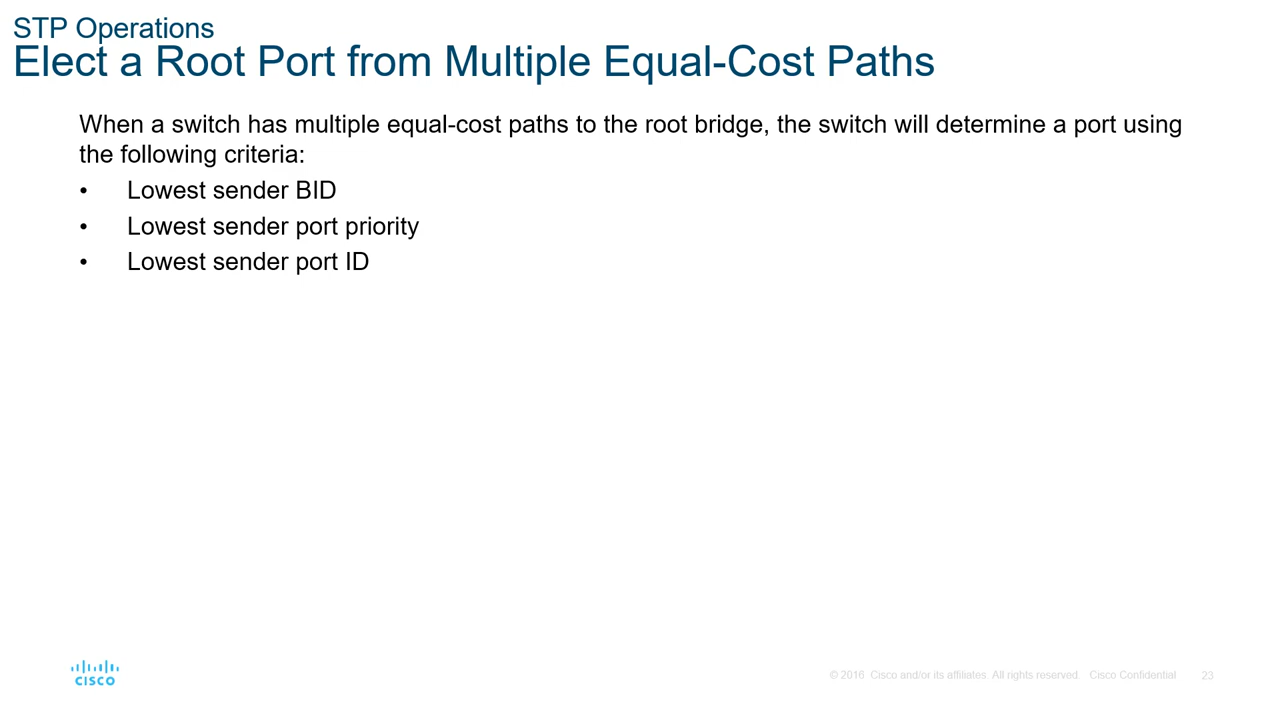 STP Operations
Elect a Root Port from Multiple Equal-Cost Paths
When a switch has multiple equal-cost paths to the root bridge, the switch will determine a port using
the following criteria:
• Lowest sender BID
• Lowest sender port priority
• Lowest sender port ID
CISCO
© 2016 Cisco and/or its affiliates. All rights reserved. Cisco Confidential 23